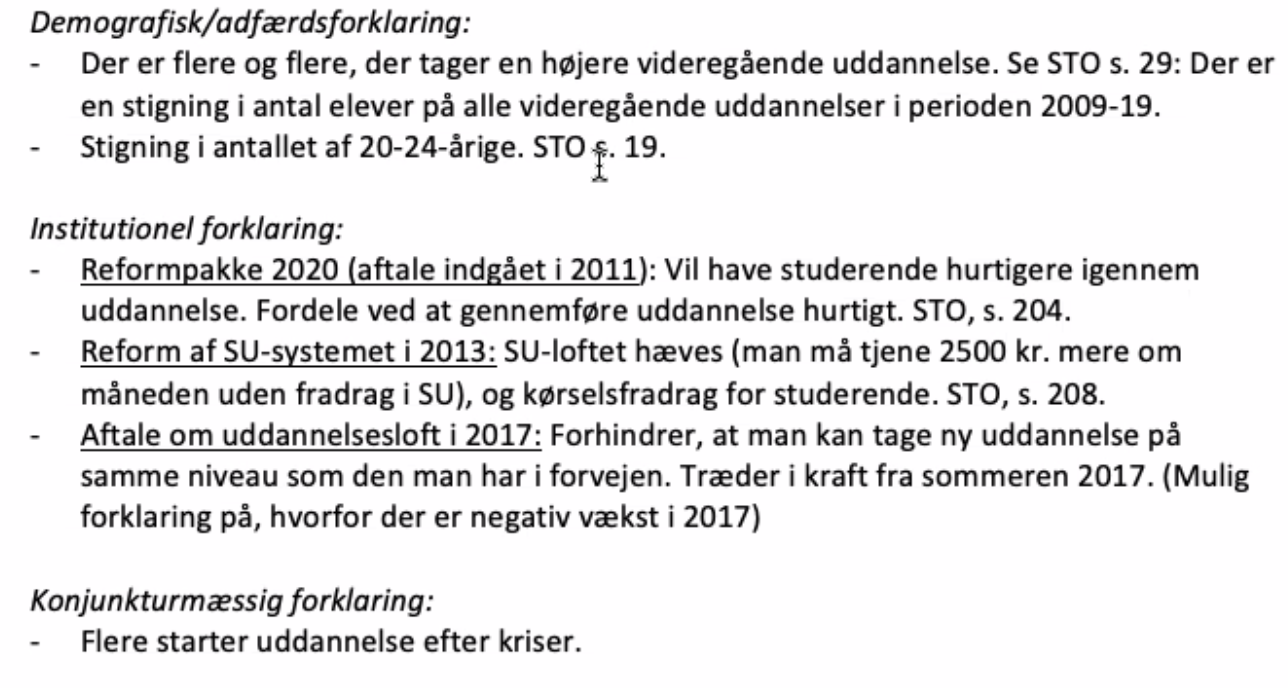 Demografisk/adfærdsforklaring:
- Der er flere og flere, der tager en højere videregående uddannelse. Se STO s. 29: Der er
en stigning i antal elever på alle videregående uddannelser i perioden 2009-19.
- Stigning i antallet af 20-24-årige. STO s. 19.
Institutionel forklaring:
- Reformpakke 2020 (aftale indgået i 2011): Vil have studerende hurtigere igennem
uddannelse. Fordele ved at gennemføre uddannelse hurtigt. STO, s. 204.
- Reform af SU-systemet i 2013: SU-loftet hæves (man må tjene 2500 kr. mere om
måneden uden fradrag i SU), og kørselsfradrag for studerende. STO, s. 208.
- Aftale om uddannelsesloft i 2017: Forhindrer, at man kan tage ny uddannelse på
samme niveau som den man har i forvejen. Træder i kraft fra sommeren 2017. (Mulig
forklaring på, hvorfor der er negativ vækst i 2017)
Konjunkturmæssig forklaring:
- Flere starter uddannelse efter kriser.